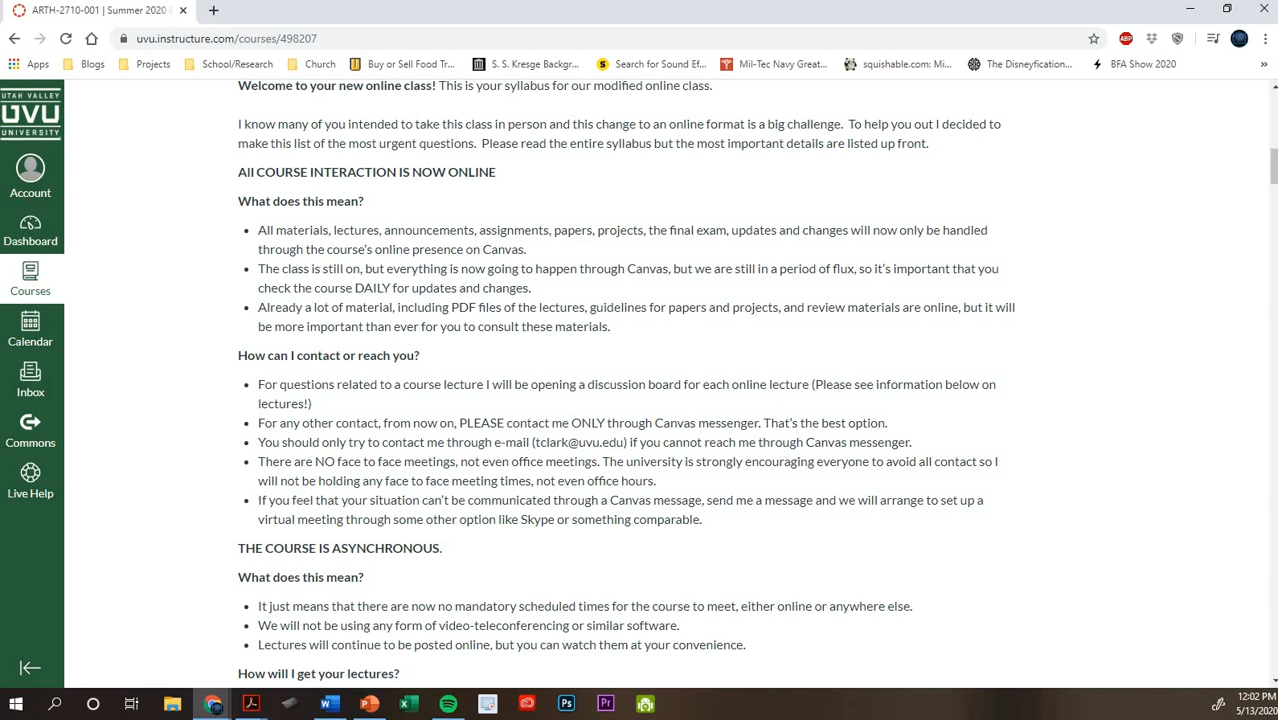 ARTH-2710-001 | Summer 2020
uvu.instructure.com/courses/498207
Apps Blogs Projects School/Research Church Buy or Sell Food Tr... S. S. Kresge Backgr... Search for Sound Ef... Mil-Tec Navy Great... squishable.com: Mi... The Disneyfication... BFA Show 2020 »
UTAH VALLEY
UVU
UNIVERSITY
Account
Dashboard
Courses
Calendar
Inbox
Commons
Live Help
Welcome to your new online class! This is your syllabus for our modified online class.
I know many of you intended to take this class in person and this change to an online format is a big challenge. To help you out I decided to
make this list of the most urgent questions. Please read the entire syllabus but the most important details are listed up front.
All COURSE INTERACTION IS NOW ONLINE
What does this mean?
• All materials, lectures, announcements, assignments, papers, projects, the final exam, updates and changes will now only be handled
through the course's online presence on Canvas.
• The class is still on, but everything is now going to happen through Canvas, but we are still in a period of flux, so it's important that you
check the course DAILY for updates and changes.
• Already a lot of material, including PDF files of the lectures, guidelines for papers and projects, and review materials are online, but it will
be more important than ever for you to consult these materials.
How can I contact or reach you?
• For questions related to a course lecture I will be opening a discussion board for each online lecture (Please see information below on
lectures!)
• For any other contact, from now on, PLEASE contact me ONLY through Canvas messenger. That's the best option.
• You should only try to contact me through e-mail (tclark@uvu.edu) if you cannot reach me through Canvas messenger.
• There are NO face to face meetings, not even office meetings. The university is strongly encouraging everyone to avoid all contact so I
will not be holding any face to face meeting times, not even office hours.
• If you feel that your situation can't be communicated through a Canvas message, send me a message and we will arrange to set up a
virtual meeting through some other option like Skype or something comparable.
THE COURSE IS ASYNCHRONOUS.
What does this mean?
• It just means that there are now no mandatory scheduled times for the course to meet, either online or anywhere else.
• We will not be using any form of video-teleconferencing or similar software.
• Lectures will continue to be posted online, but you can watch them at your convenience.
How will I get your lectures?
12:02 PM
5/13/2020